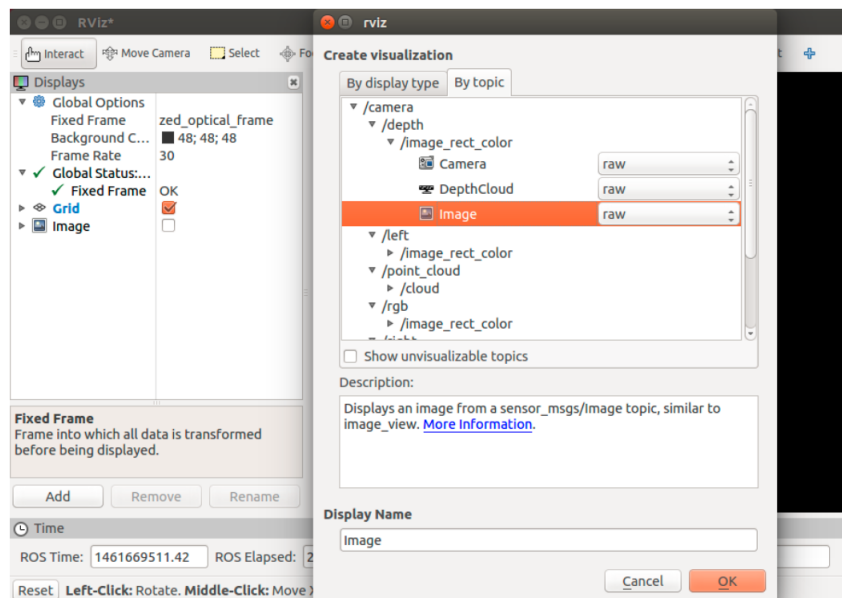 RViz*
Interact
Move Camera
Select
Displays
Global Options
Fixed Frame zed_optical_frame
Background C... 48; 48; 48
Frame Rate 30
Global Status:...
Fixed Frame OK
Grid
Image
Fixed Frame
Frame into which all data is transformed
before being displayed.
Add Remove Rename
Time
ROS Time: 1461669511.42 ROS Elapsed: 2
Reset Left-Click: Rotate. Middle-Click: Move X
rviz
Create visualization
By display type By topic
/camera
/depth
/image_rect_color
Camera raw
DepthCloud raw
Image raw
/left
/image_rect_color
/point_cloud
/cloud
/rgb
/image_rect_color
Show unvisualizable topics
Description:
Displays an image from a sensor_msgs/Image topic, similar to
image_view. More Information.
Display Name
Image
Cancel OK